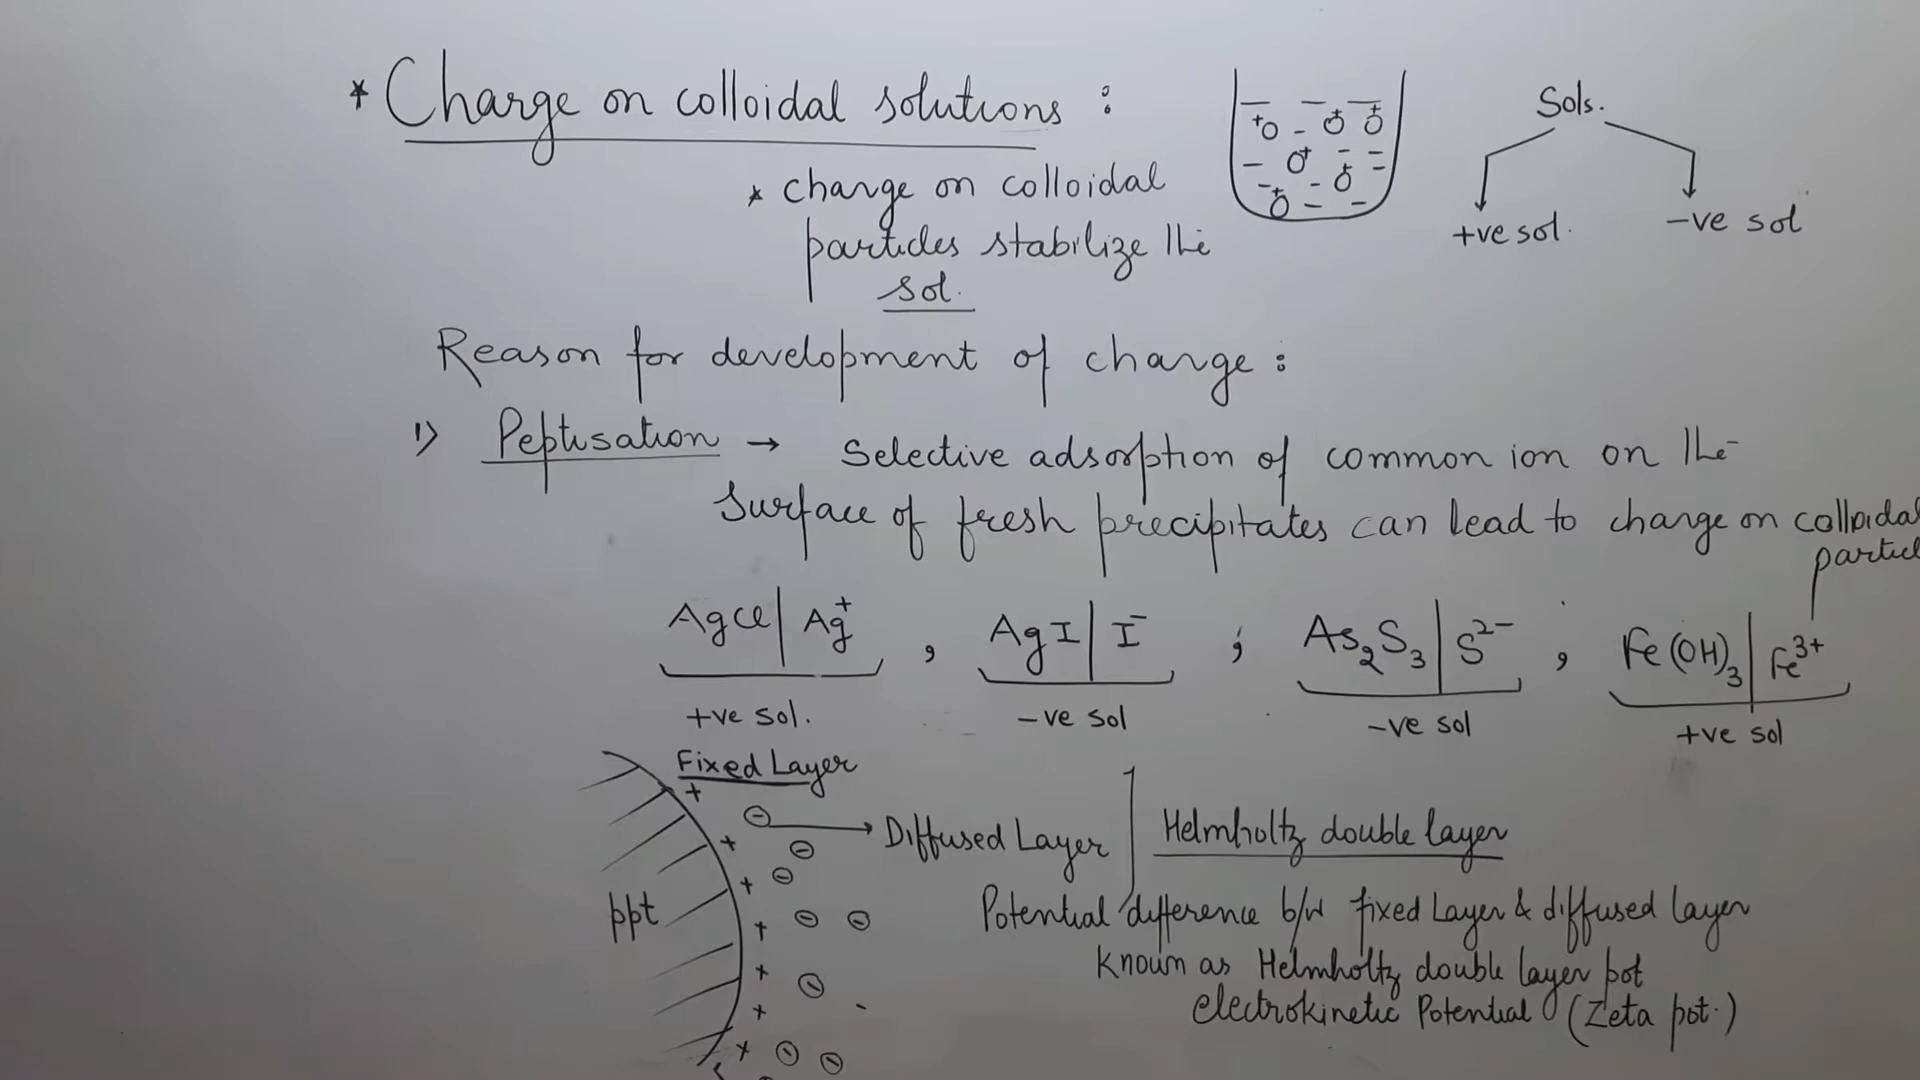 * Charge on colloidal solutions :
* charge on colloidal
particles stabilize the
sol.
Sols.
+ve sol.
-ve sol
Reason for development of charge :
1) Peptisation → Selective adsorption of common ion on the
Surface of fresh precipitates can lead to charge on colloidal
AgCl | Ag⁺ , AgI | I⁻ ; As₂S₃ | S²⁻ ; Fe(OH)₃ | Fe³⁺
+ve sol. -ve sol -ve sol +ve sol
Fixed Layer
Diffused Layer
Helmholtz double layer
ppt
Potential difference b/w fixed Layer & diffused layer
known as Helmholtz double layer pot
electrokinetic Potential (Zeta pot.)